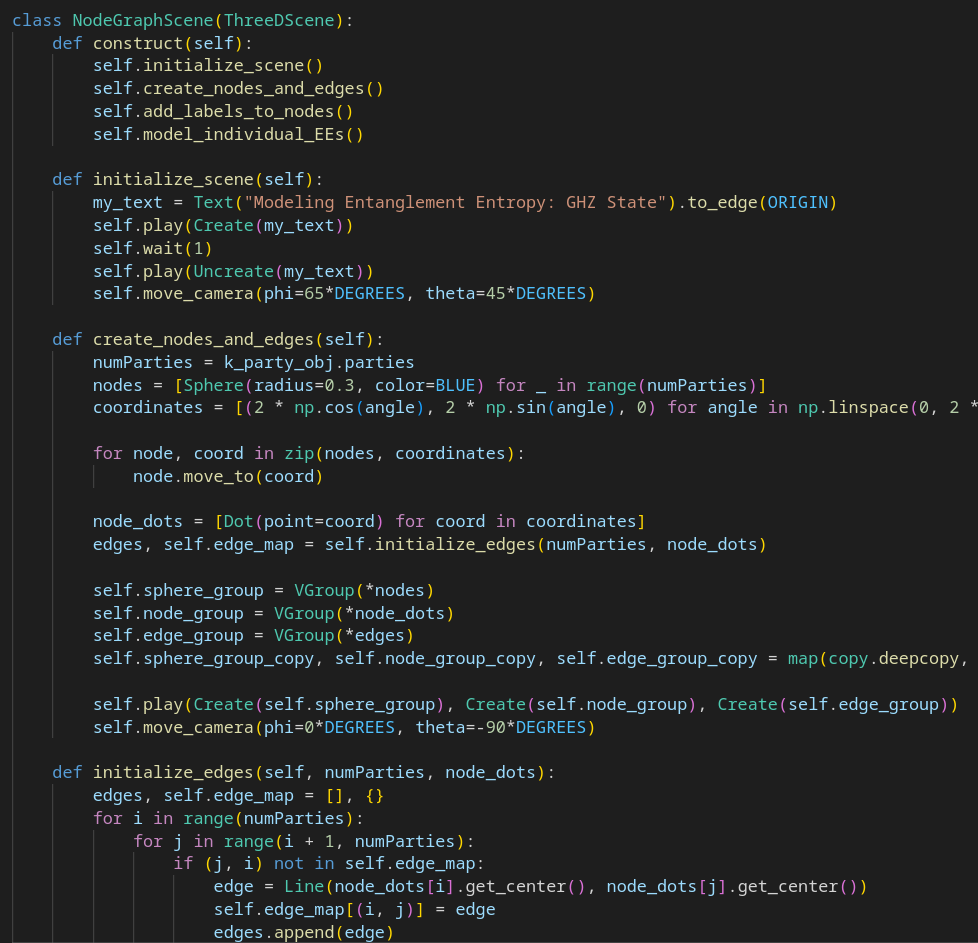 class NodeGraphScene(ThreeDScene):
    def construct(self):
        self.initialize_scene()
        self.create_nodes_and_edges()
        self.add_labels_to_nodes()
        self.model_individual_EEs()

    def initialize_scene(self):
        my_text = Text("Modeling Entanglement Entropy: GHZ State").to_edge(ORIGIN)
        self.play(Create(my_text))
        self.wait(1)
        self.play(Uncreate(my_text))
        self.move_camera(phi=65*DEGREES, theta=45*DEGREES)

    def create_nodes_and_edges(self):
        numParties = k_party_obj.parties
        nodes = [Sphere(radius=0.3, color=BLUE) for _ in range(numParties)]
        coordinates = [(2 * np.cos(angle), 2 * np.sin(angle), 0) for angle in np.linspace(0, 2 *

        for node, coord in zip(nodes, coordinates):
            node.move_to(coord)

        node_dots = [Dot(point=coord) for coord in coordinates]
        edges, self.edge_map = self.initialize_edges(numParties, node_dots)

        self.sphere_group = VGroup(*nodes)
        self.node_group = VGroup(*node_dots)
        self.edge_group = VGroup(*edges)
        self.sphere_group_copy, self.node_group_copy, self.edge_group_copy = map(copy.deepcopy,

        self.play(Create(self.sphere_group), Create(self.node_group), Create(self.edge_group))
        self.move_camera(phi=0*DEGREES, theta=-90*DEGREES)

    def initialize_edges(self, numParties, node_dots):
        edges, self.edge_map = [], {}
        for i in range(numParties):
            for j in range(i + 1, numParties):
                if (j, i) not in self.edge_map:
                    edge = Line(node_dots[i].get_center(), node_dots[j].get_center())
                    self.edge_map[(i, j)] = edge
                    edges.append(edge)